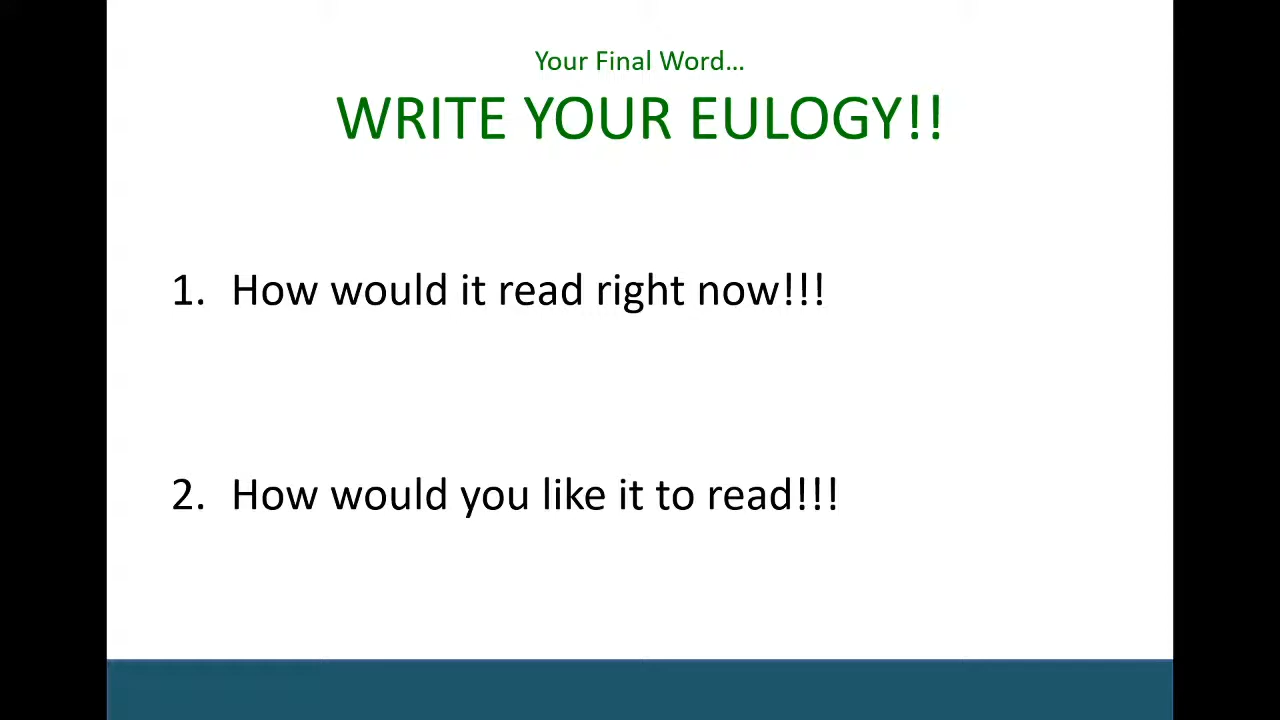 Your Final Word...
WRITE YOUR EULOGY!!
1. How would it read right now!!!
2. How would you like it to read!!!